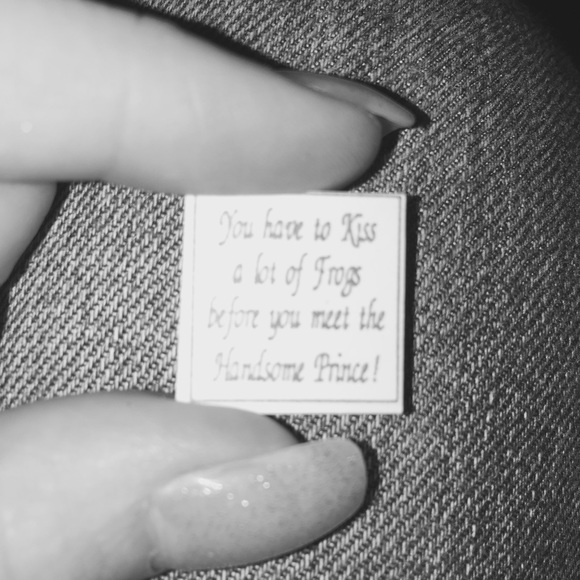 You have to Kiss
a lot of Frogs
before you meet the
Handsome Prince!